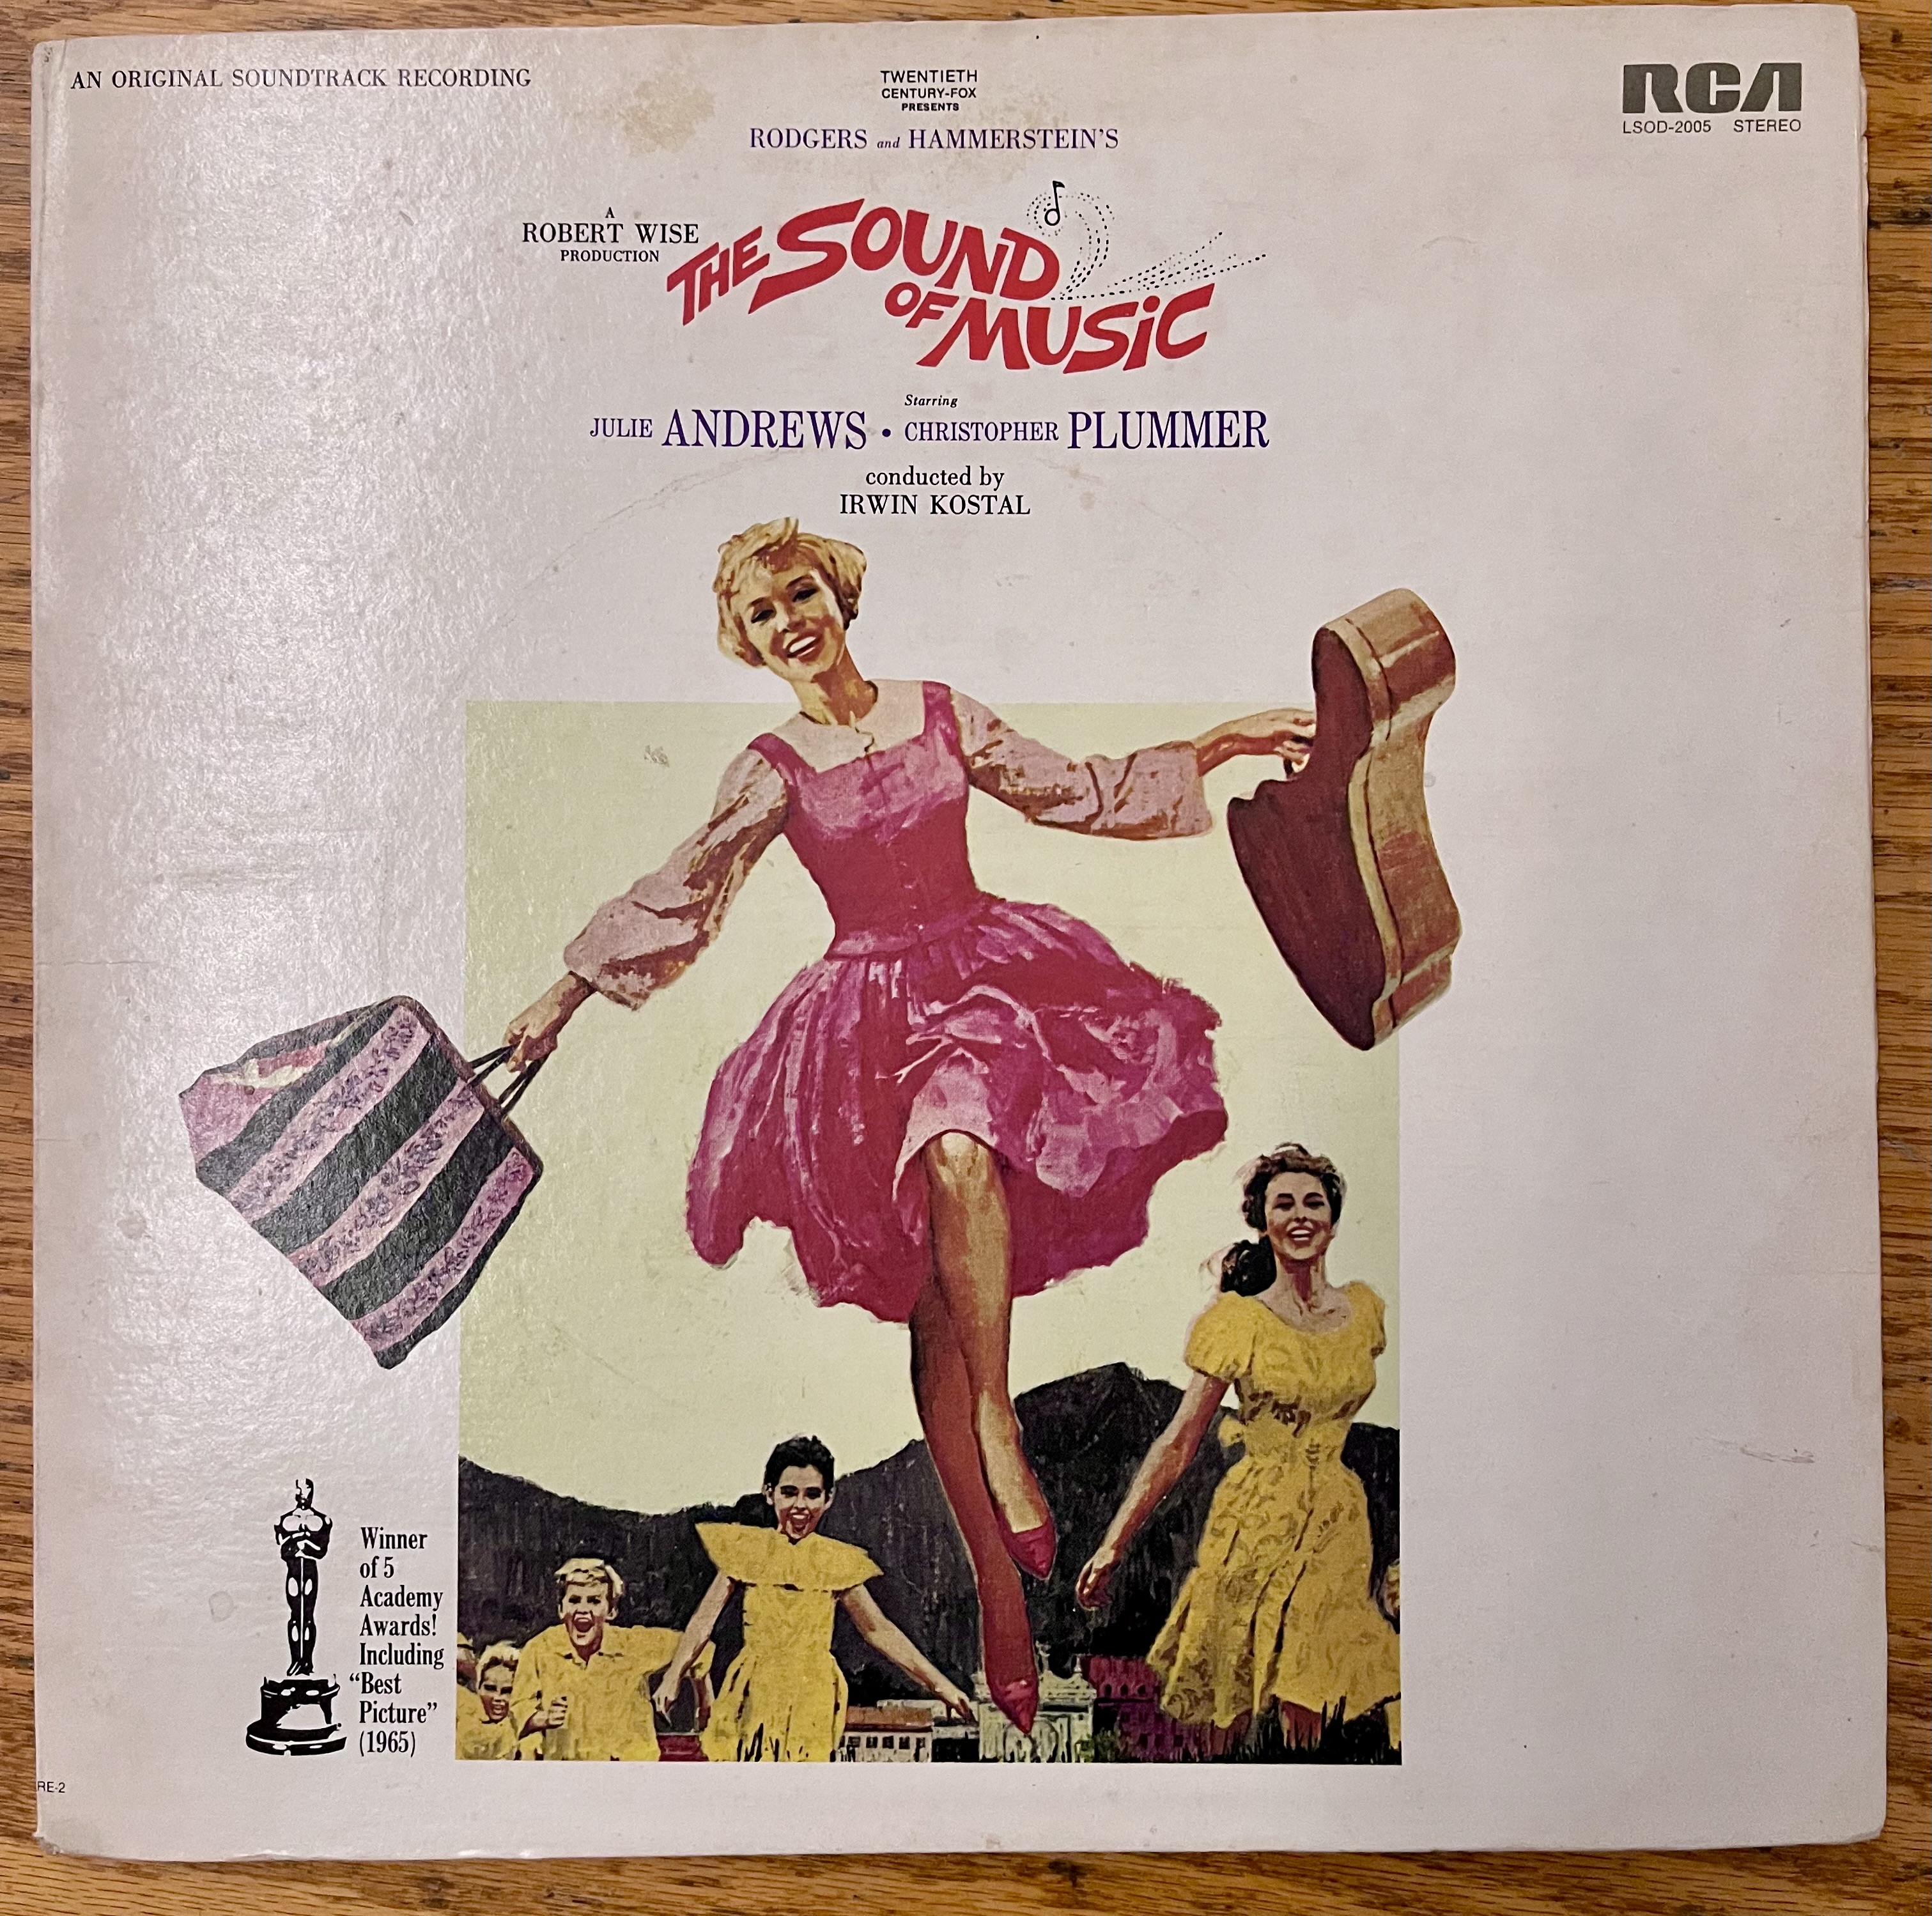 AN ORIGINAL SOUNDTRACK RECORDING
TWENTIETH
CENTURY-FOX
PRESENTS
RODGERS and HAMMERSTEIN'S
RCA
LSOD-2005 STEREO
A
ROBERT WISE
PRODUCTION
THE SOUND
OF MUSiC
Starring
JULIE ANDREWS • CHRISTOPHER PLUMMER
conducted by
IRWIN KOSTAL
Winner
of 5
Academy
Awards!
Including
“Best
Picture”
(1965)
RE-2